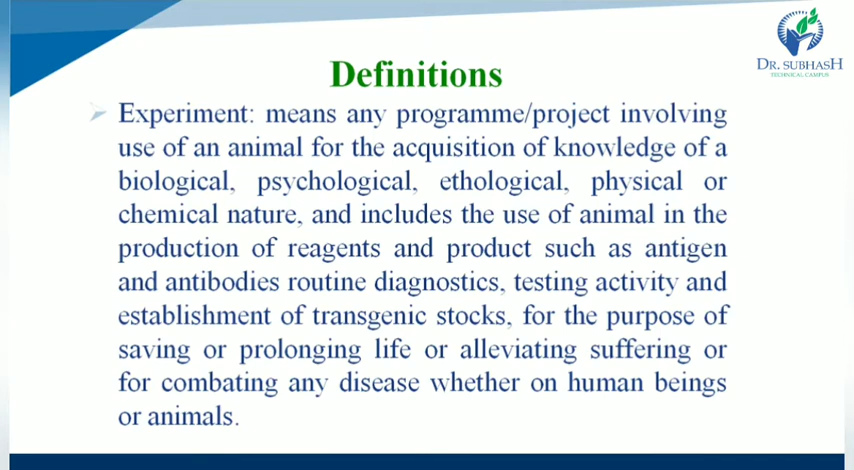 DR. SUBHASH
TECHNICAL CAMPUS
Definitions
Experiment: means any programme/project involving
use of an animal for the acquisition of knowledge of a
biological, psychological, ethological, physical or
chemical nature, and includes the use of animal in the
production of reagents and product such as antigen
and antibodies routine diagnostics, testing activity and
establishment of transgenic stocks, for the purpose of
saving or prolonging life or alleviating suffering or
for combating any disease whether on human beings
or animals.